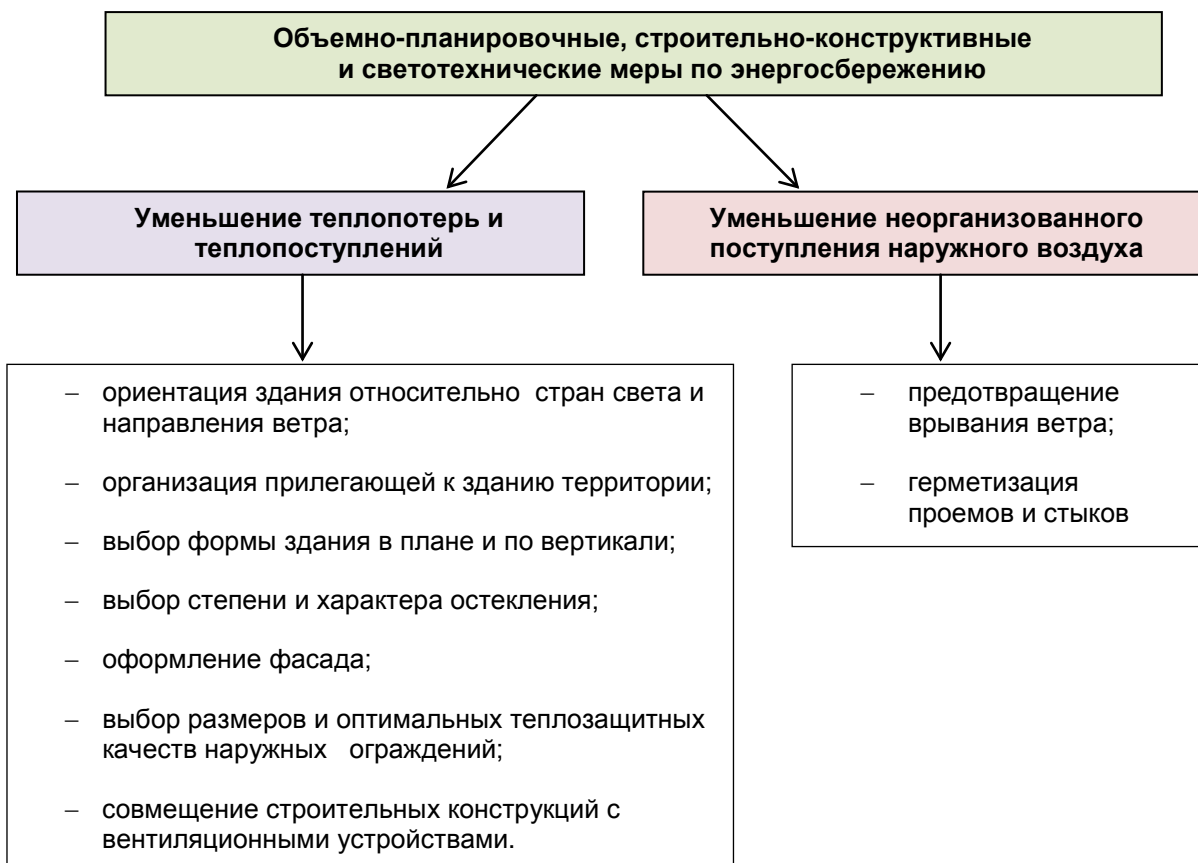 Объемно-планировочные, строительно-конструктивные
и светотехнические меры по энергосбережению
Уменьшение теплопотерь и
теплопоступлений
Уменьшение неорганизованного
поступления наружного воздуха
– ориентация здания относительно стран света и
направления ветра;
– организация прилегающей к зданию территории;
– выбор формы здания в плане и по вертикали;
– выбор степени и характера остекления;
– оформление фасада;
– выбор размеров и оптимальных теплозащитных
качеств наружных ограждений;
– совмещение строительных конструкций с
вентиляционными устройствами.
– предотвращение
врывания ветра;
– герметизация
проемов и стыков